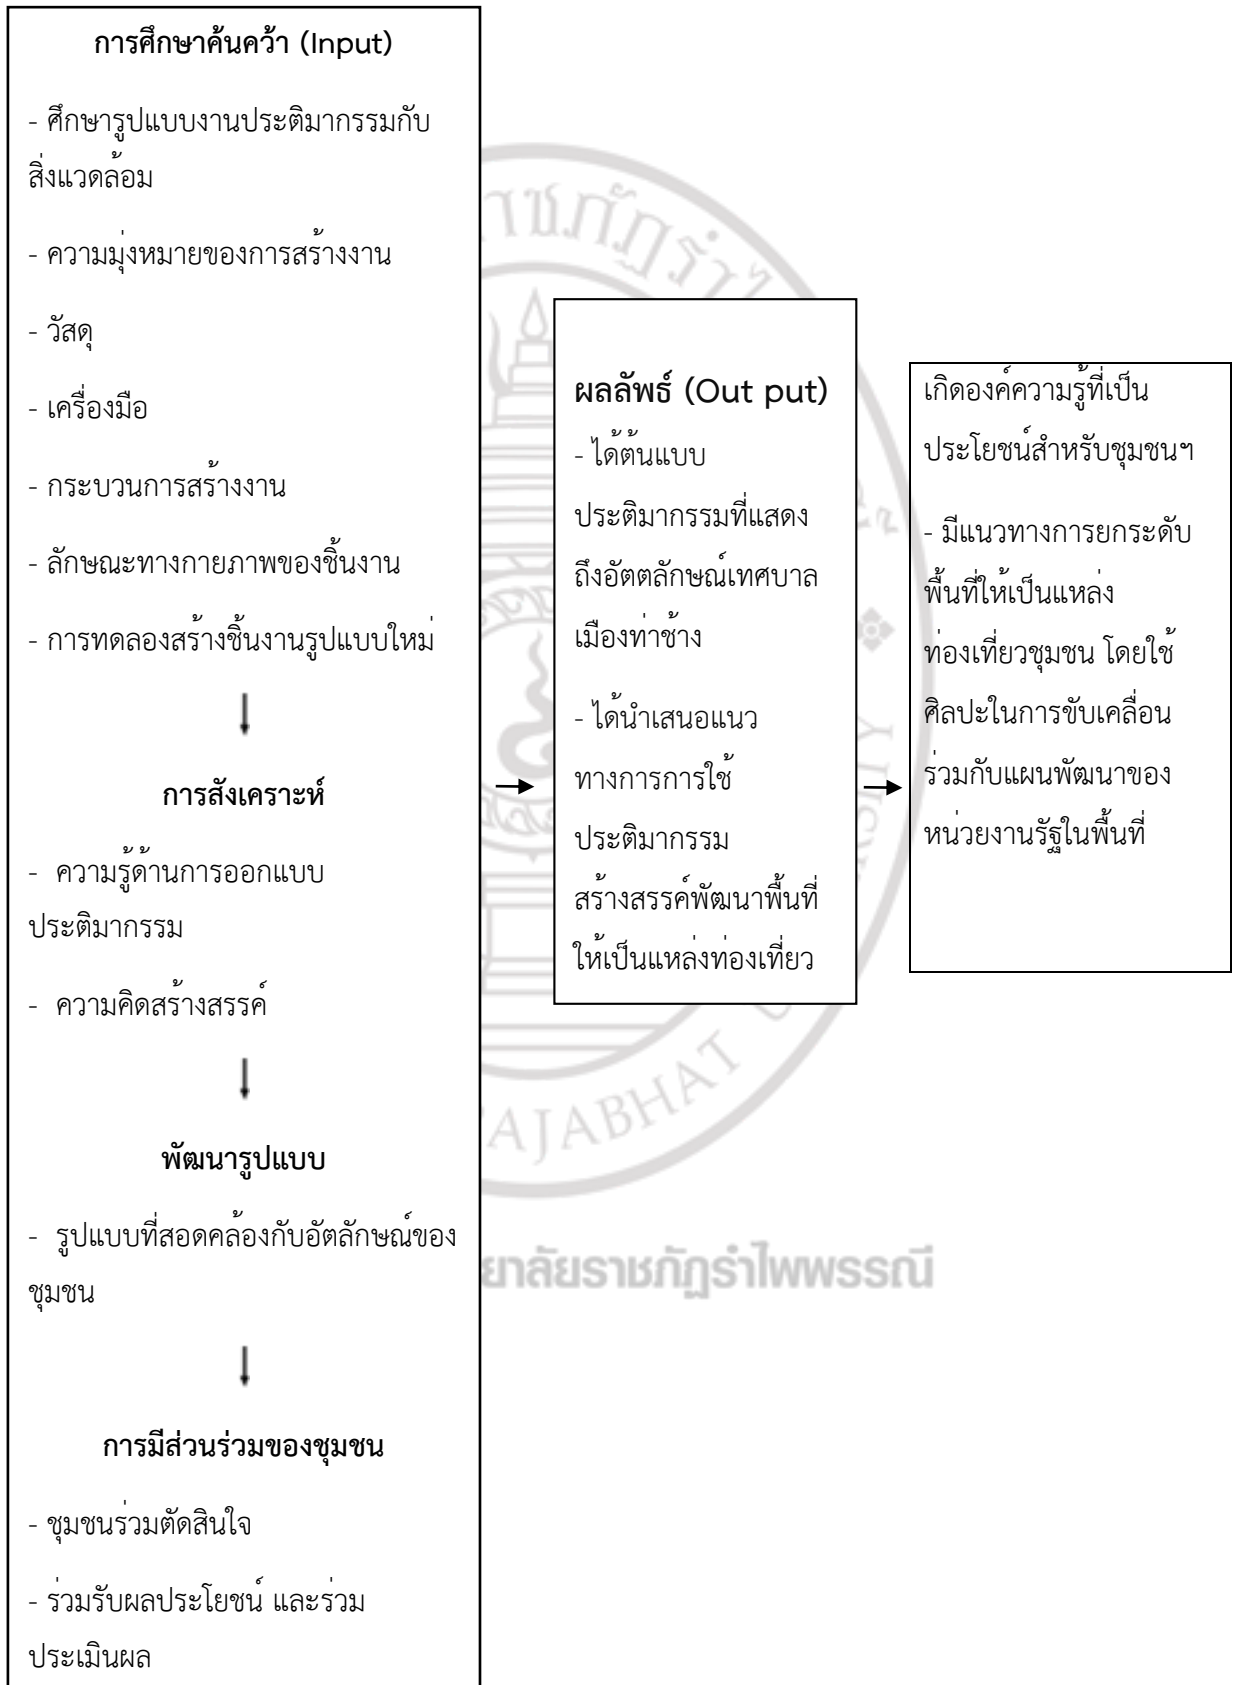 การศึกษาค้นคว้า (Input)
- ศึกษารูปแบบงานประติมากรรมกับ
สิ่งแวดล้อม
- ความมุ่งหมายของการสร้างงาน
- วัสดุ
- เครื่องมือ
- กระบวนการสร้างงาน
- ลักษณะทางกายภาพของชิ้นงาน
- การทดลองสร้างชิ้นงานรูปแบบใหม่
การสังเคราะห์
- ความรู้ด้านการออกแบบ
ประติมากรรม
- ความคิดสร้างสรรค์
พัฒนารูปแบบ
- รูปแบบที่สอดคล้องกับอัตลักษณ์ของ
ชุมชน
การมีส่วนร่วมของชุมชน
- ชุมชนร่วมตัดสินใจ
- ร่วมรับผลประโยชน์ และร่วม
ประเมินผล
ผลลัพธ์ (Out put)
- ได้ต้นแบบ
ประติมากรรมที่แสดง
ถึงอัตตลักษณ์เทศบาล
เมืองท่าช้าง
- ได้นำเสนอแนว
ทางการการใช้
ประติมากรรม
สร้างสรรค์พัฒนาพื้นที่
ให้เป็นแหล่งท่องเที่ยว
เกิดองค์ความรู้ที่เป็น
ประโยชน์สำหรับชุมชนฯ
- มีแนวทางการยกระดับ
พื้นที่ให้เป็นแหล่ง
ท่องเที่ยวชุมชน โดยใช้
ศิลปะในการขับเคลื่อน
ร่วมกับแผนพัฒนาของ
หน่วยงานรัฐในพื้นที่
ยาลัยราชภัฏรำไพพรรณี